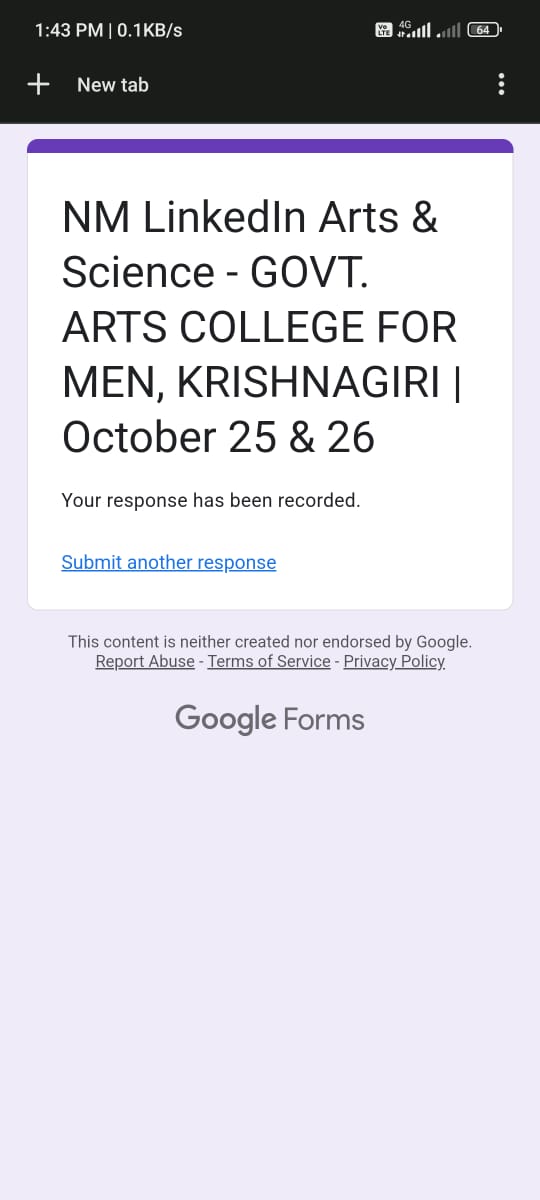 1:43 PM | 0.1KB/s
Vo LTE 4G 64
New tab
NM LinkedIn Arts &
Science - GOVT.
ARTS COLLEGE FOR
MEN, KRISHNAGIRI |
October 25 & 26
Your response has been recorded.
Submit another response
This content is neither created nor endorsed by Google.
Report Abuse - Terms of Service - Privacy Policy
Google Forms